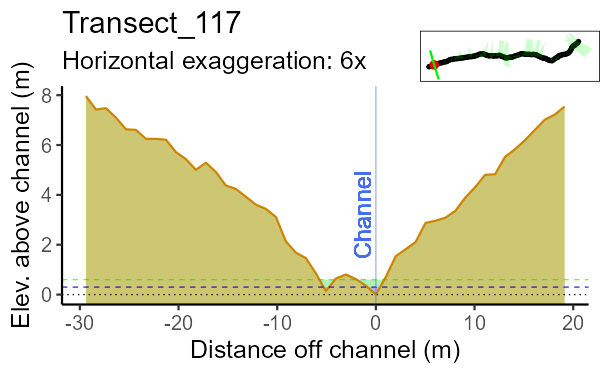 Transect_117
Horizontal exaggeration: 6x
Elev. above channel (m)
8
6
4
2
0
Channel
-30
-20
-10
0
10
20
Distance off channel (m)